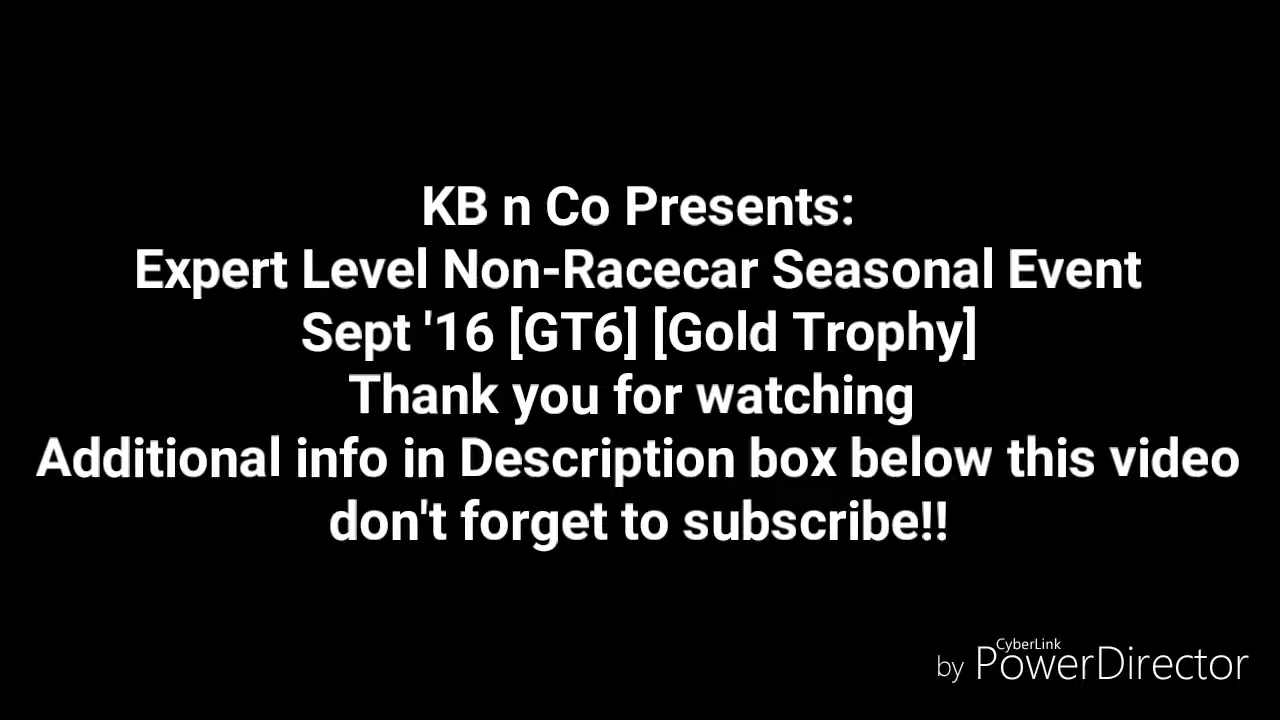 KB n Co Presents:
Expert Level Non-Racecar Seasonal Event
Sept '16 [GT6] [Gold Trophy]
Thank you for watching
Additional info in Description box below this video
don't forget to subscribe!!
CyberLink
by PowerDirector